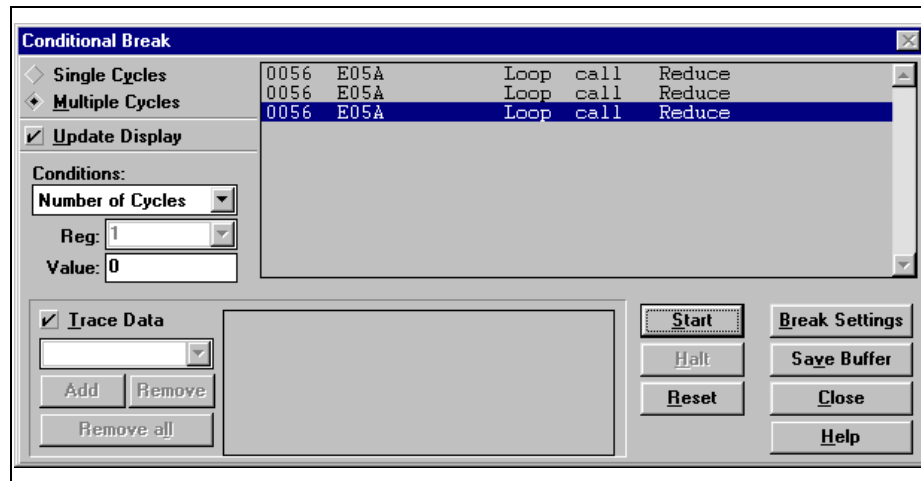 Conditional Break
Single Cycles
Multiple Cycles
Update Display
Conditions:
Number of Cycles
Reg: 1
Value: 0
0056 E05A Loop call Reduce
0056 E05A Loop call Reduce
0056 E05A Loop call Reduce
Trace Data
Add Remove
Remove all
Start
Halt
Reset
Break Settings
Save Buffer
Close
Help